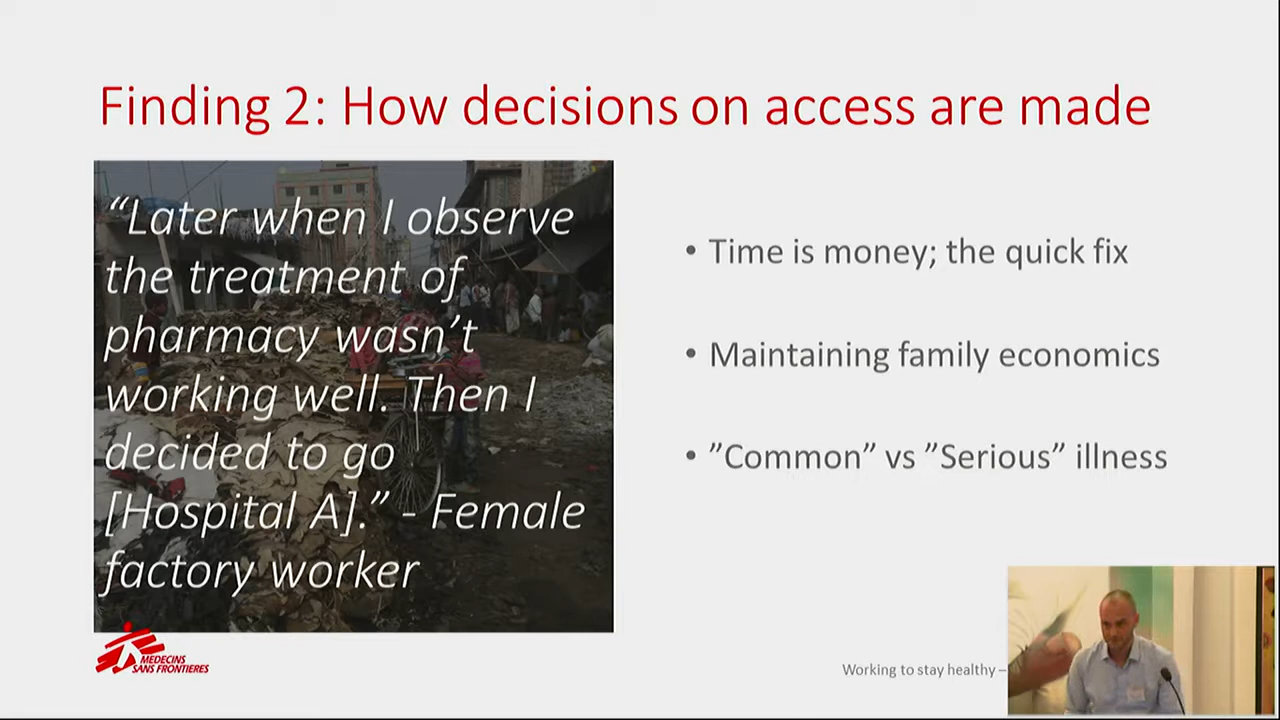 Finding 2: How decisions on access are made
“Later when I observe
the treatment of
pharmacy wasn’t
working well. Then I
decided to go
[Hospital A].” - Female
factory worker
• Time is money; the quick fix
• Maintaining family economics
• ”Common” vs ”Serious” illness
MEDECINS
SANS FRONTIERES
Working to stay healthy –